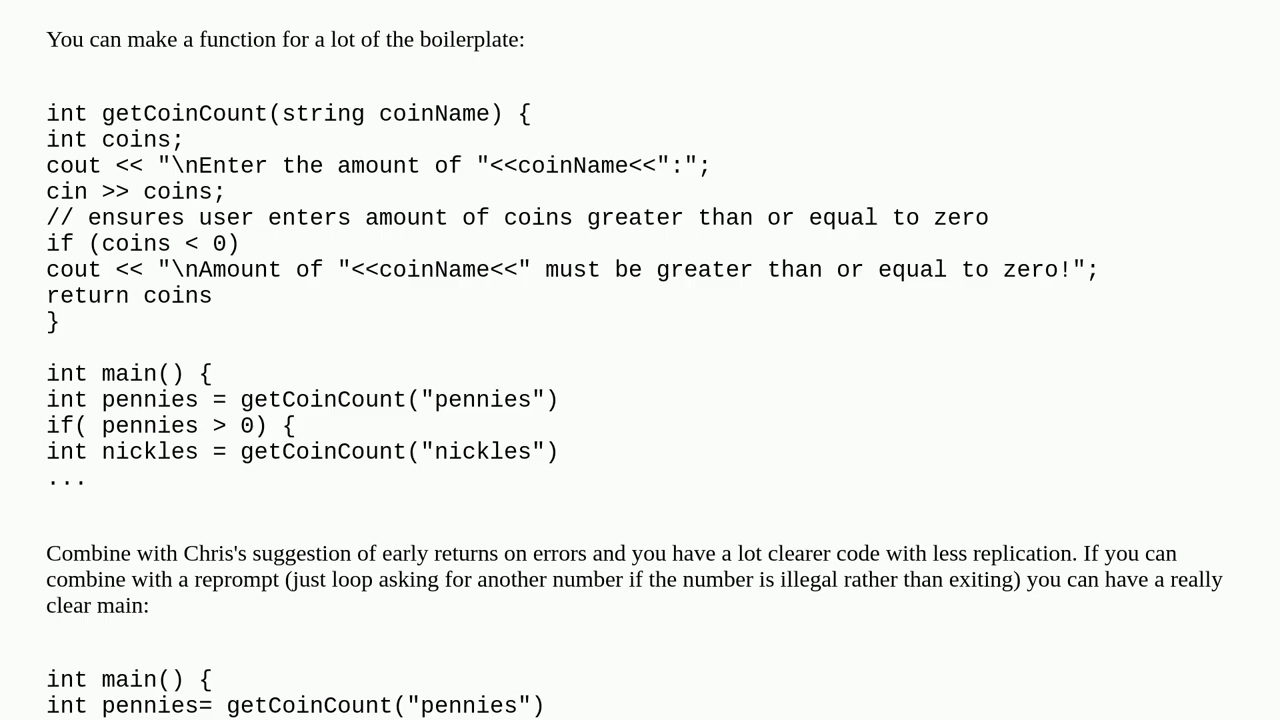 You can make a function for a lot of the boilerplate:
int getCoinCount(string coinName) {
int coins;
cout << "\nEnter the amount of "<<coinName<<":";
cin >> coins;
// ensures user enters amount of coins greater than or equal to zero
if (coins < 0)
cout << "\nAmount of "<<coinName<<" must be greater than or equal to zero!";
return coins
}
int main() {
int pennies = getCoinCount("pennies")
if( pennies > 0) {
int nickles = getCoinCount("nickles")
...
Combine with Chris's suggestion of early returns on errors and you have a lot clearer code with less replication. If you can
combine with a reprompt (just loop asking for another number if the number is illegal rather than exiting) you can have a really
clear main:
int main() {
int pennies= getCoinCount("pennies")